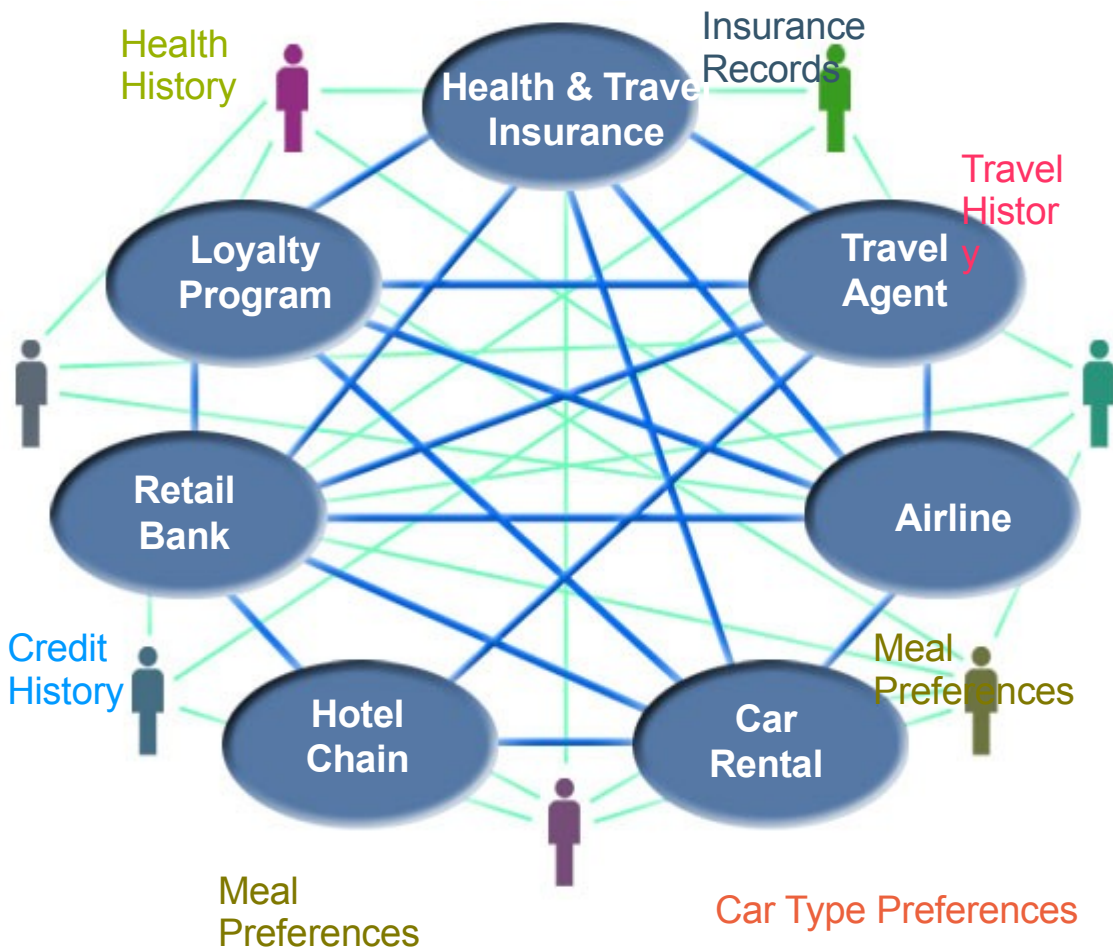 Health
History
Insurance
Records
Health & Travel
Insurance
Travel
Histor
y
Loyalty
Program
Travel
Agent
Retail
Bank
Airline
Credit
History
Meal
Preferences
Hotel
Chain
Car
Rental
Meal
Preferences
Car Type Preferences